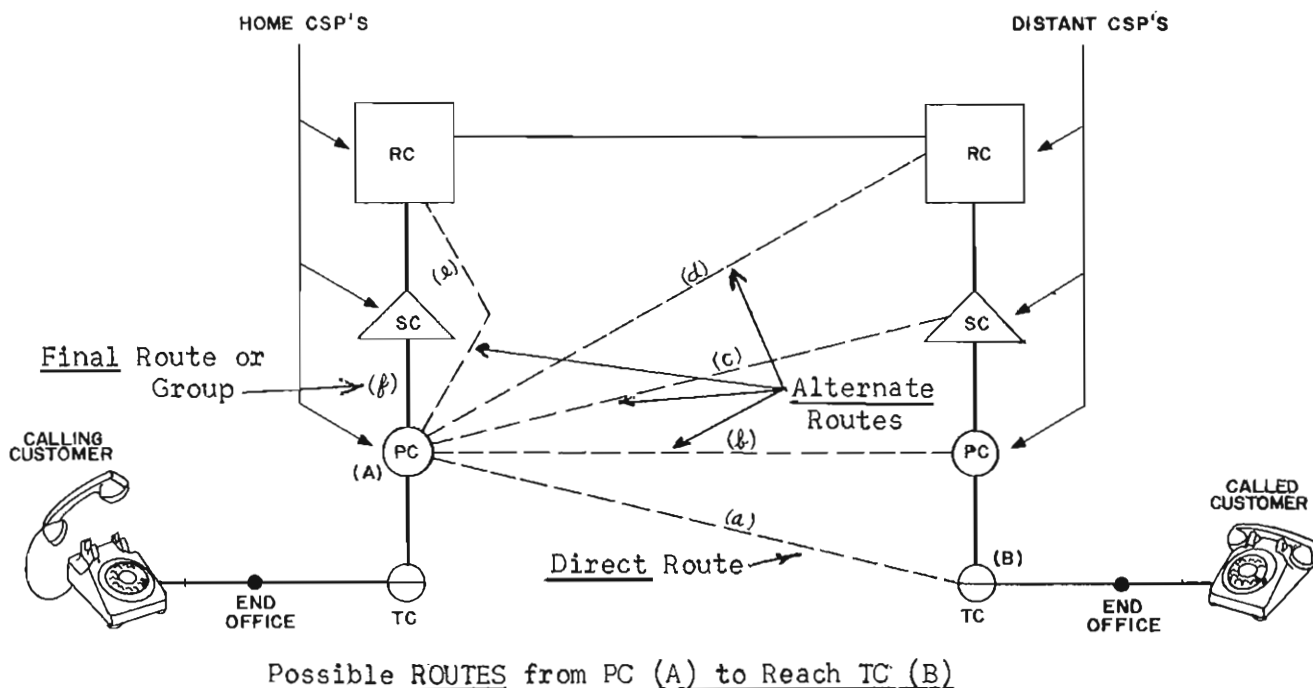 HOME CSP'S
DISTANT CSP'S
RC
RC
(e)
(d)
SC
SC
(c)
Final Route or
Group
(f)
Alternate
Routes
CALLING
CUSTOMER
PC
(A)
(b)
PC
CALLED
CUSTOMER
(a)
Direct Route
(B)
END
OFFICE
TC
TC
END
OFFICE
Possible ROUTES from PC (A) to Reach TC (B)